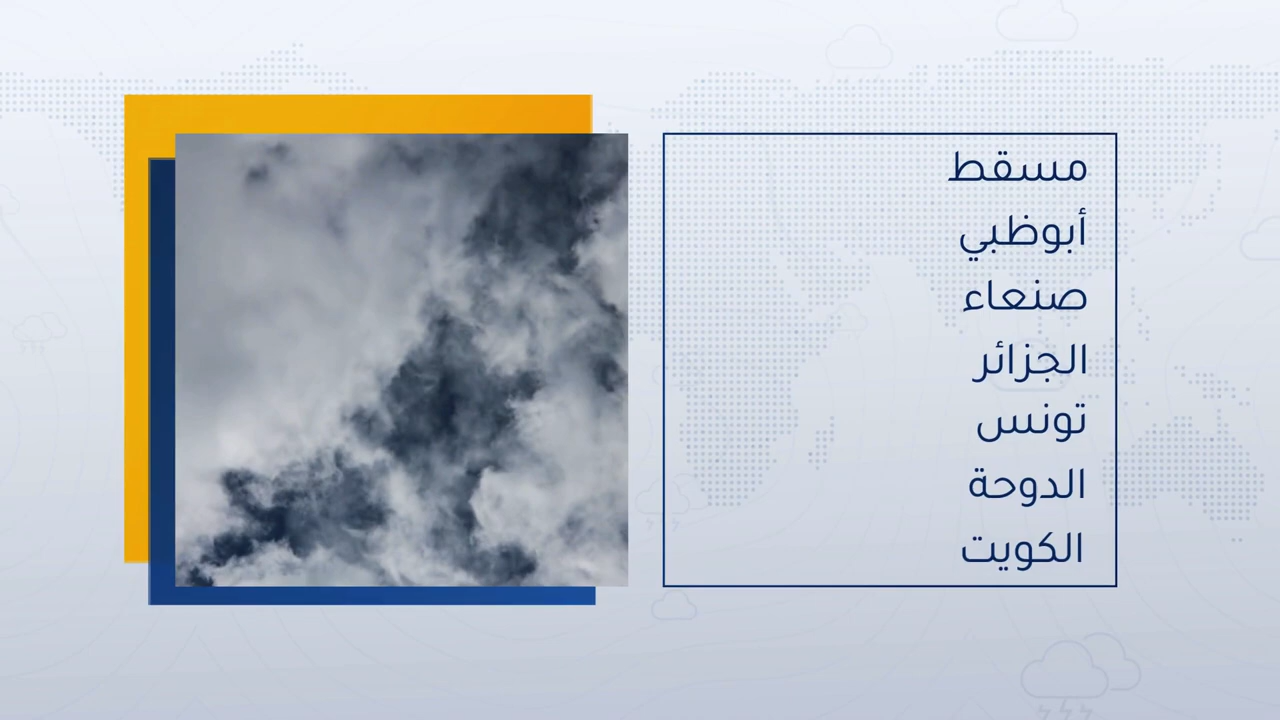 مسقط
أبوظبي
صنعاء
الجزائر
تونس
الدوحة
الكويت